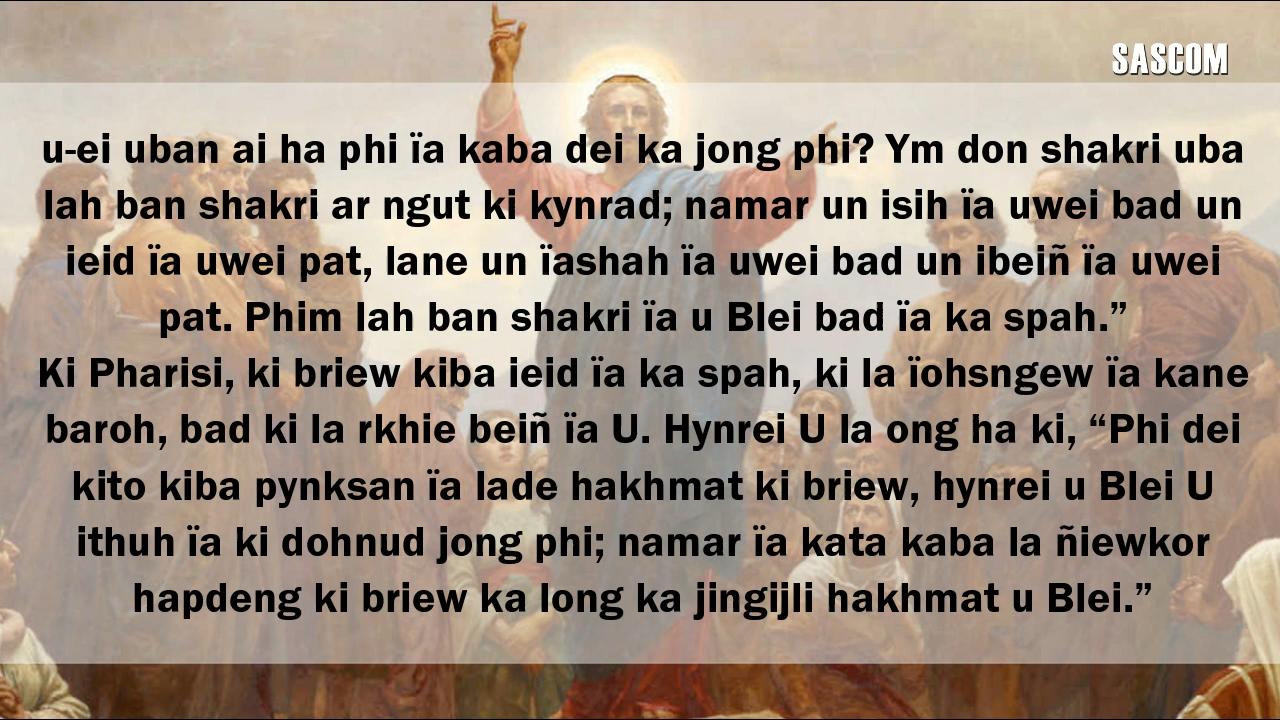 SASCOM
u-ei uban ai ha phi ïa kaba dei ka jong phi? Ym don shakri uba
lah ban shakri ar ngut ki kynrad; namar un isih ïa uwei bad un
ieid ïa uwei pat, lane un ïashah ïa uwei bad un ibeiñ ïa uwei
pat. Phim lah ban shakri ïa u Blei bad ïa ka spah.”
Ki Pharisi, ki briew kiba ieid ïa ka spah, ki la ïohsngew ïa kane
baroh, bad ki la rkhie beiñ ïa U. Hynrei U la ong ha ki, “Phi dei
kito kiba pynksan ïa lade hakhmat ki briew, hynrei u Blei U
ithuh ïa ki dohnud jong phi; namar ïa kata kaba la ñiewkor
hapdeng ki briew ka long ka jingijli hakhmat u Blei.”